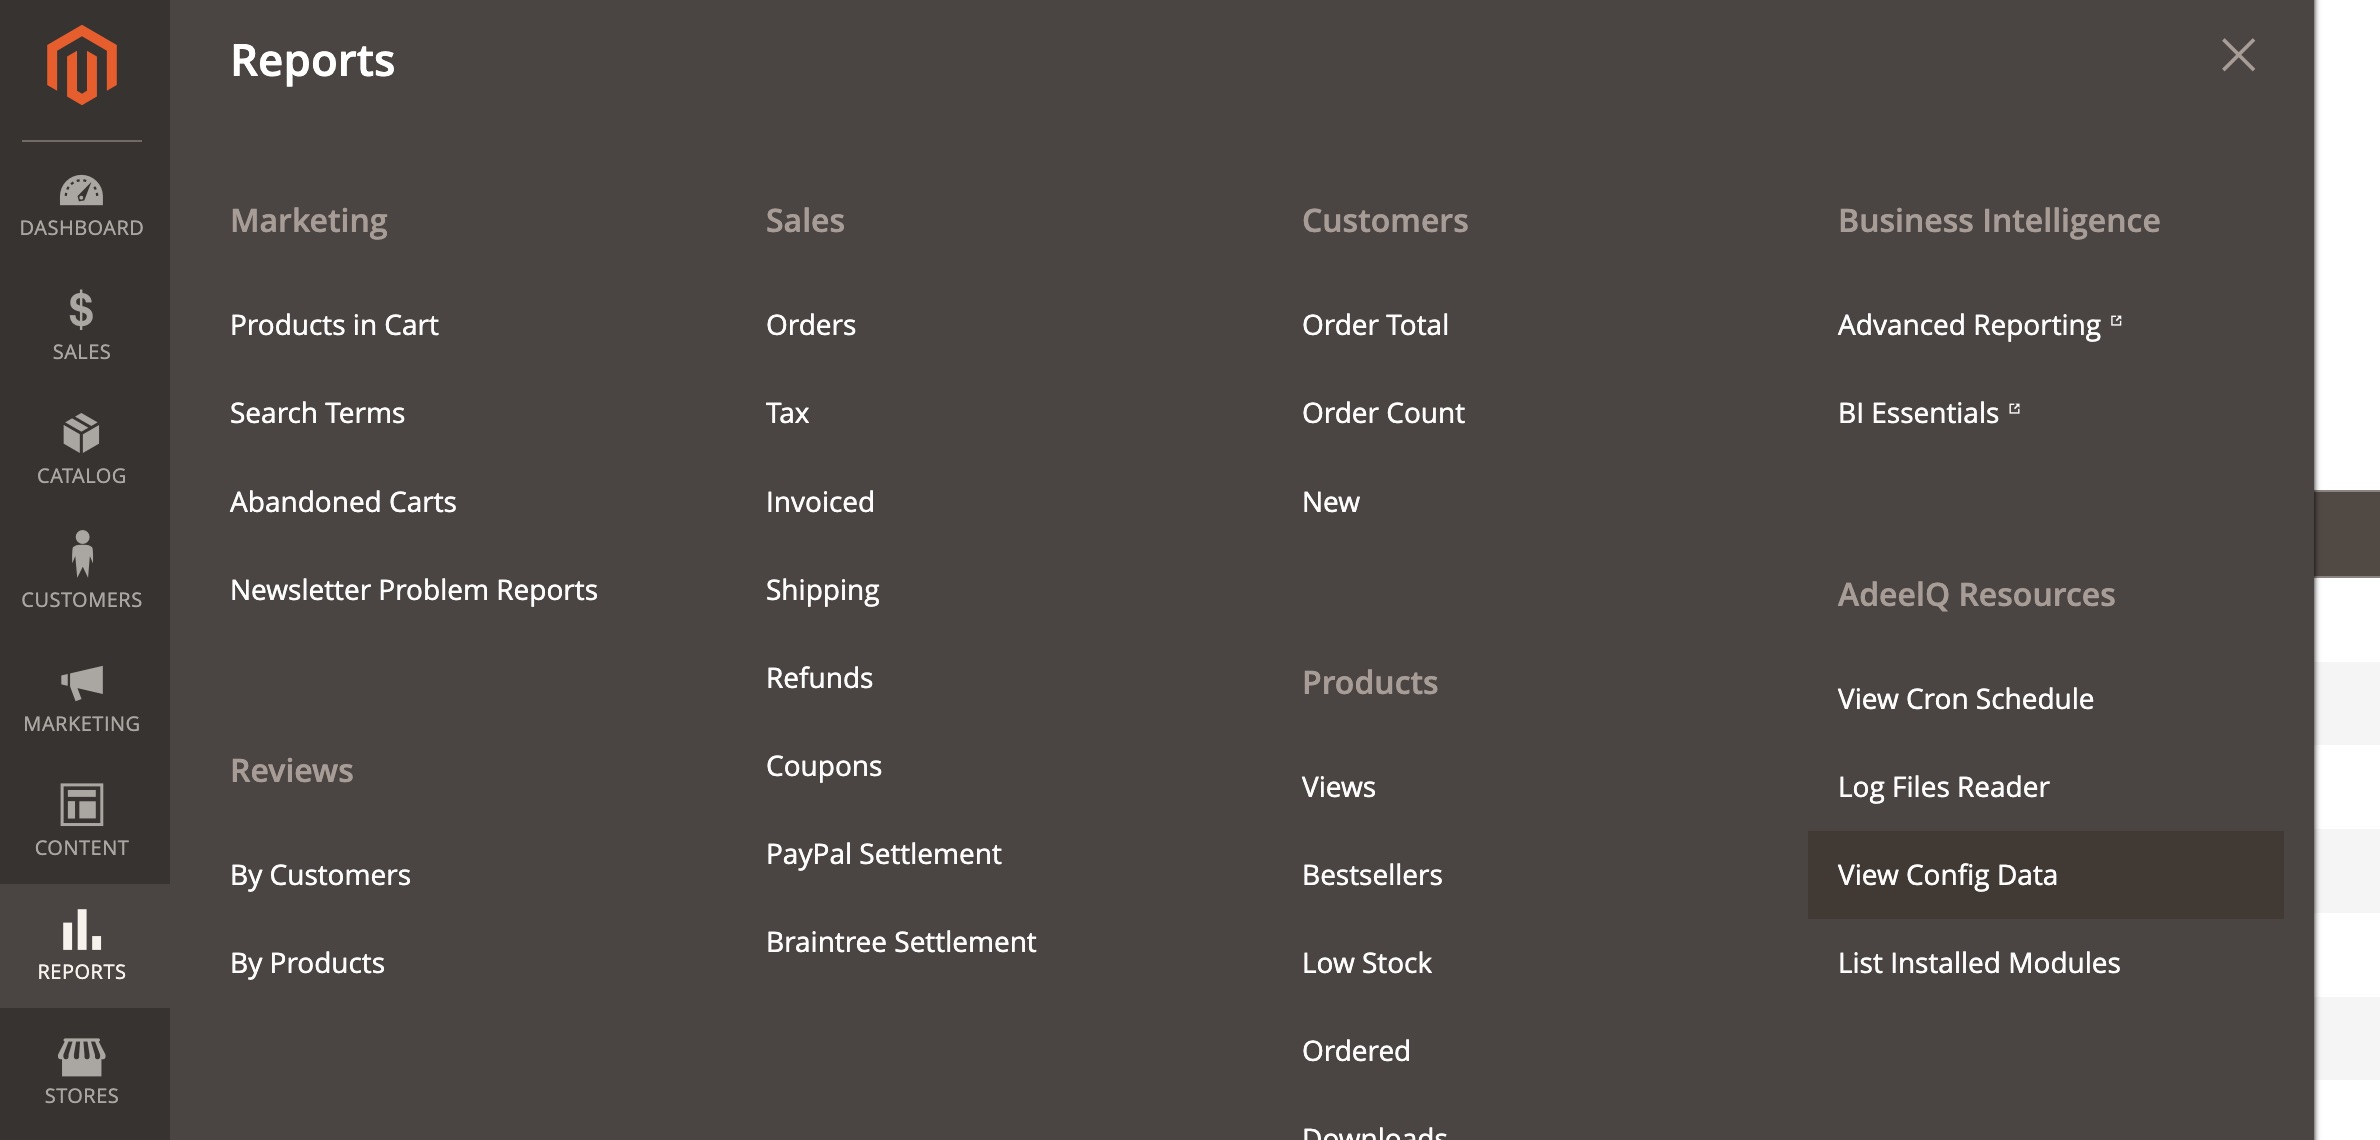 Reports
DASHBOARD
SALES
CATALOG
CUSTOMERS
MARKETING
CONTENT
REPORTS
STORES
Marketing
Products in Cart
Search Terms
Abandoned Carts
Newsletter Problem Reports
Reviews
By Customers
By Products
Sales
Orders
Tax
Invoiced
Shipping
Refunds
Coupons
PayPal Settlement
Braintree Settlement
Customers
Order Total
Order Count
New
Products
Views
Bestsellers
Low Stock
Ordered
Downloads
Business Intelligence
Advanced Reporting
BI Essentials
AdeelQ Resources
View Cron Schedule
Log Files Reader
View Config Data
List Installed Modules